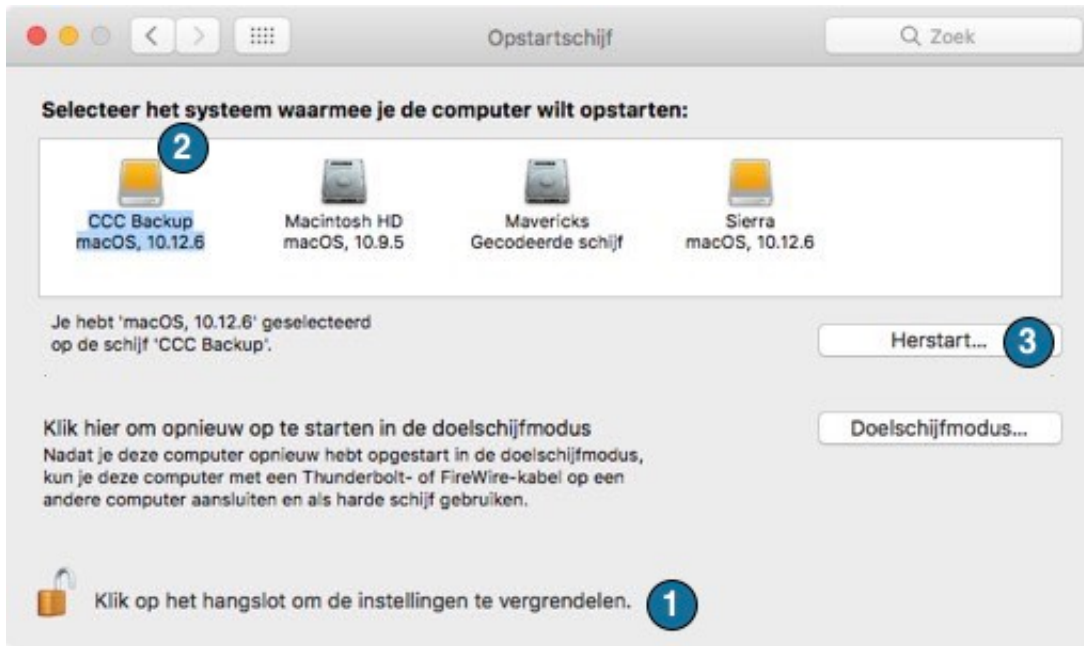 Opstartschijf
Zoek
Selecteer het systeem waarmee je de computer wilt opstarten:
2
CCC Backup
macOS, 10.12.6
Macintosh HD
macOS, 10.9.5
Mavericks
Gecodeerde schijf
Sierra
macOS, 10.12.6
Je hebt 'macOS, 10.12.6' geselecteerd
op de schijf 'CCC Backup'.
Herstart...
3
Klik hier om opnieuw op te starten in de doelschijfmodus
Doelschijfmodus...
Nadat je deze computer opnieuw hebt opgestart in de doelschijfmodus,
kun je deze computer met een Thunderbolt- of FireWire-kabel op een
andere computer aansluiten en als harde schijf gebruiken.
Klik op het hangslot om de instellingen te vergrendelen.
1